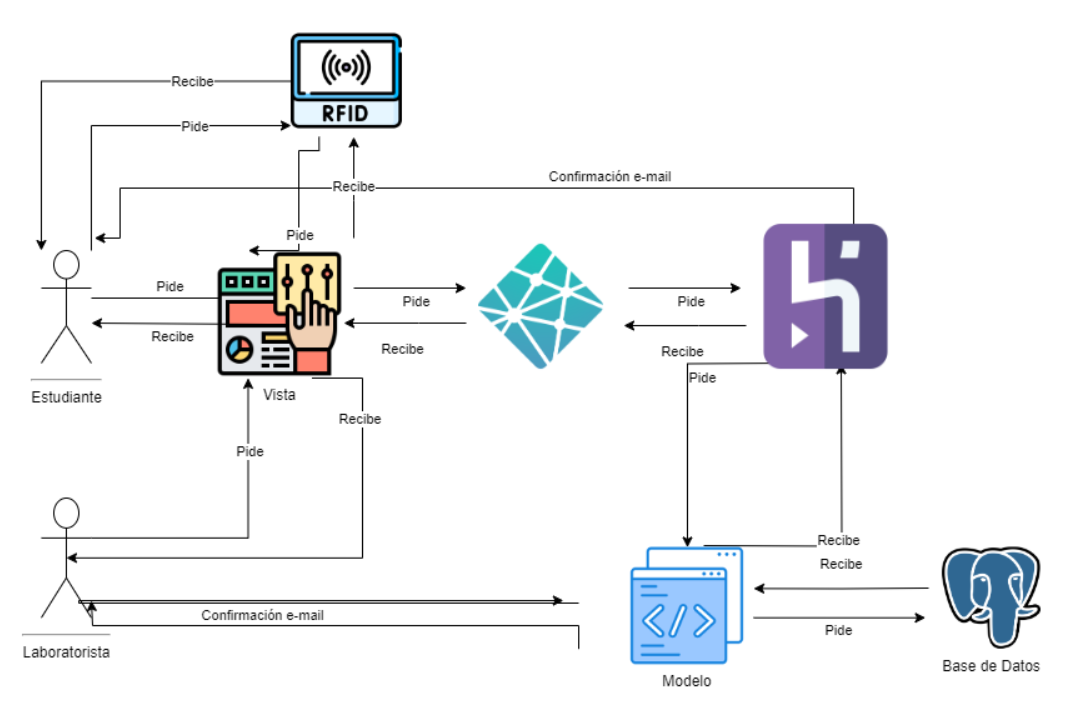 Recibe
RFID
Pide
Confirmación e-mail
Recibe
Pide
Pide
Pide
Pide
Recibe
Recibe
Recibe
Pide
Estudiante
Vista
Recibe
Pide
Recibe
Recibe
Confirmación e-mail
Pide
Laboratorista
Modelo
Base de Datos